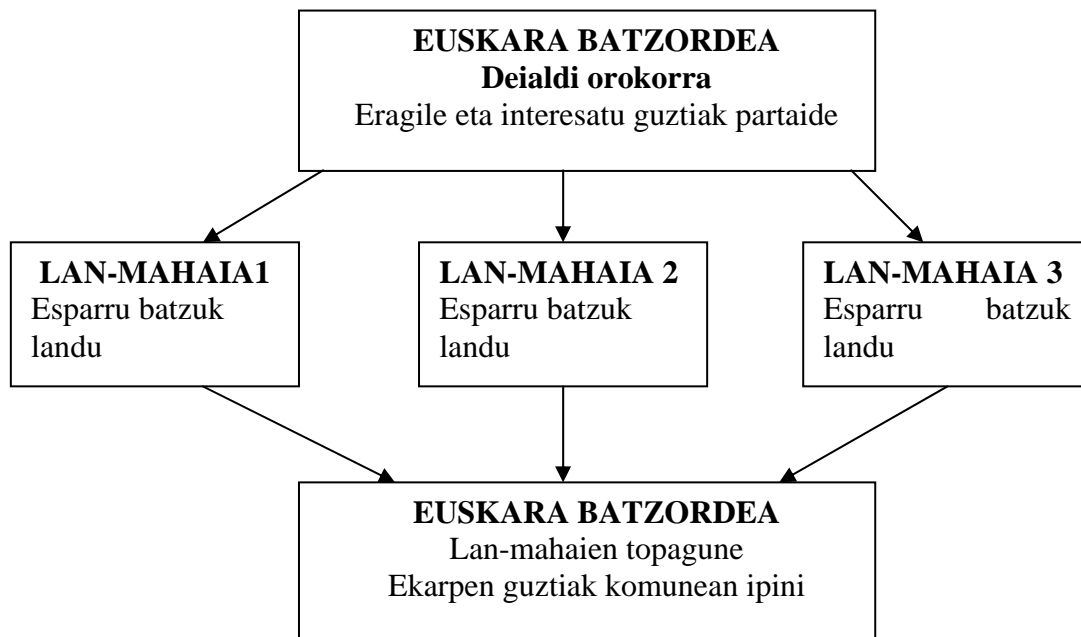 EUSKARA BATZORDEA
Deialdi orokorra
Eragile eta interesatu guztiak partaide
LAN-MAHAIA1
Esparru batzuk
landu
LAN-MAHAIA 2
Esparru batzuk
landu
LAN-MAHAIA 3
Esparru batzuk
landu
EUSKARA BATZORDEA
Lan-mahaien topagune
Ekarpen guztiak komunean ipini